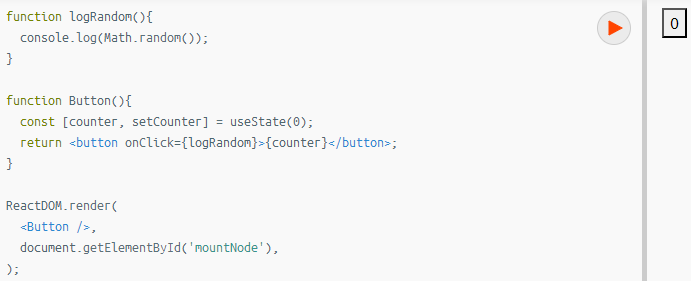 function logRandom(){
  console.log(Math.random());
}

function Button(){
  const [counter, setCounter] = useState(0);
  return <button onClick={logRandom}>{counter}</button>;
}

ReactDOM.render(
  <Button />,
  document.getElementById('mountNode'),
);
0